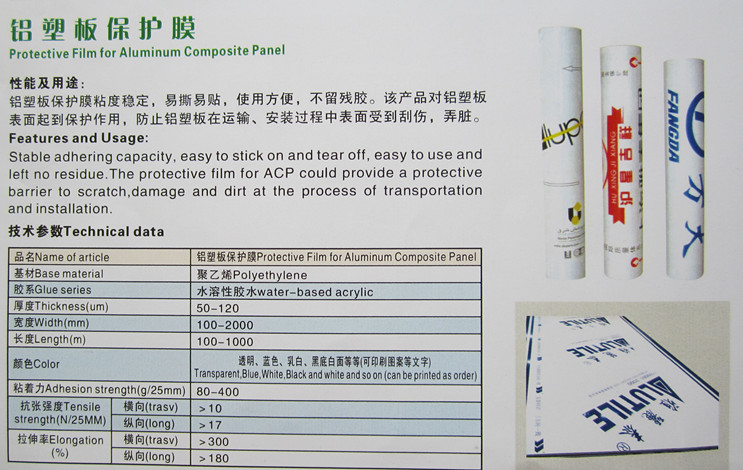 铝塑板保护膜
Protective Film for Aluminum Composite Panel
性能及用途:
铝塑板保护膜粘度稳定，易撕易贴，使用方便，不留残胶。该产品对铝塑板
表面起到保护作用，防止铝塑板在运输、安装过程中表面受到刮伤，弄脏。
Features and Usage:
Stable adhering capacity, easy to stick on and tear off, easy to use and
left no residue.The protective film for ACP could provide a protective
barrier to scratch,damage and dirt at the process of transportation
and installation.
技术参数Technical data
品名Name of article 铝塑板保护膜Protective Film for Aluminum Composite Panel
基材Base material 聚乙烯Polyethylene
胶系Glue series 水溶性胶水water-based acrylic
厚度Thickness(um) 50-120
宽度Width(mm) 100-2000
长度Length(m) 100-1000
颜色Color 透明、蓝色、乳白、黑底白面等等(可印刷图案等文字)
Transparent,Blue,White,Black and white and so on (can be printed as order)
粘着力Adhesion strength(g/25mm) 80-400
抗张强度Tensile strength(N/25MM) 横向(trasv) >10
纵向(long) >17
拉伸率Elongation (%) 横向(trasv) >300
纵向(long) >180
FANGDA
方大
HU XING JI XIANG
ALUTILE